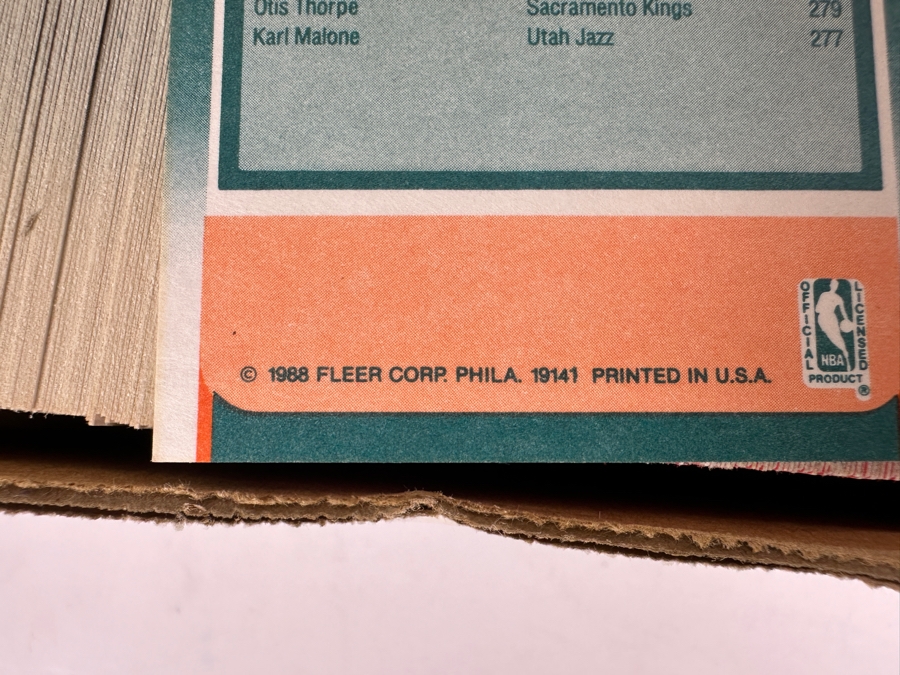 Otis Thorpe Sacramento Kings 279
Karl Malone Utah Jazz 277
© 1988 FLEER CORP. PHILA. 19141 PRINTED IN U.S.A.
OFFICIAL LICENSED
NBA
PRODUCT
®